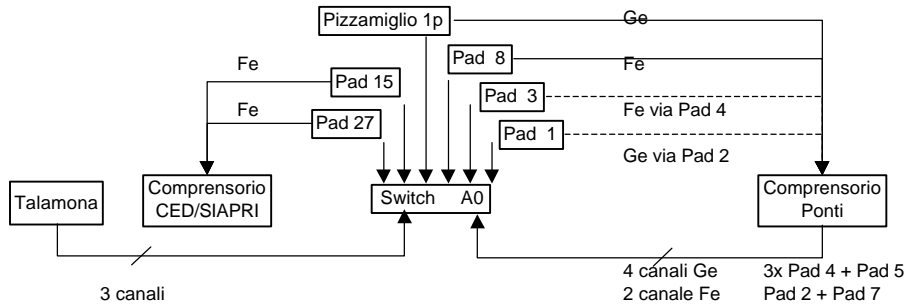 Pizzamiglio 1p
Ge
Pad 8
Fe
Pad 15
Fe
Pad 3
Fe
Pad 27
Fe via Pad 4
Pad 1
Ge via Pad 2
Talamona
Comprensorio
CED/SIAPRI
Switch A0
Comprensorio
Ponti
3 canali
4 canali Ge
2 canale Fe
3x Pad 4 + Pad 5
Pad 2 + Pad 7